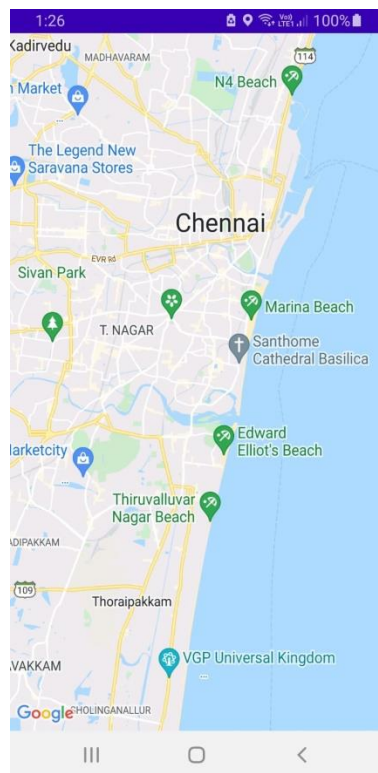 1:26
100%
Kadirvedu
MADHAVARAM
114
N4 Beach
n Market
The Legend New
Saravana Stores
Chennai
EVR Rd
Sivan Park
T. NAGAR
Marina Beach
Santhome
Cathedral Basilica
Edward
Elliot's Beach
arketcity
Thiruvalluvar
Nagar Beach
ADIPAKKAM
109
Thoraipakkam
VGP Universal Kingdom
VAKKAM
Google
SHOLINGANALLUR